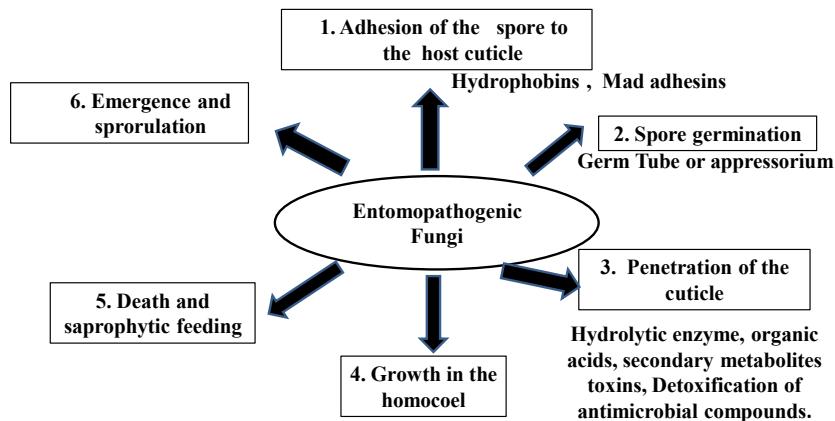 1. Adhesion of the spore to
the host cuticle
Hydrophobins , Mad adhesins
6. Emergence and
sprorulation
2. Spore germination
Germ Tube or appressorium
Entomopathogenic
Fungi
3. Penetration of the
cuticle
5. Death and
saprophytic feeding
Hydrolytic enzyme, organic
acids, secondary metabolites
toxins, Detoxification of
antimicrobial compounds.
4. Growth in the
homocoel